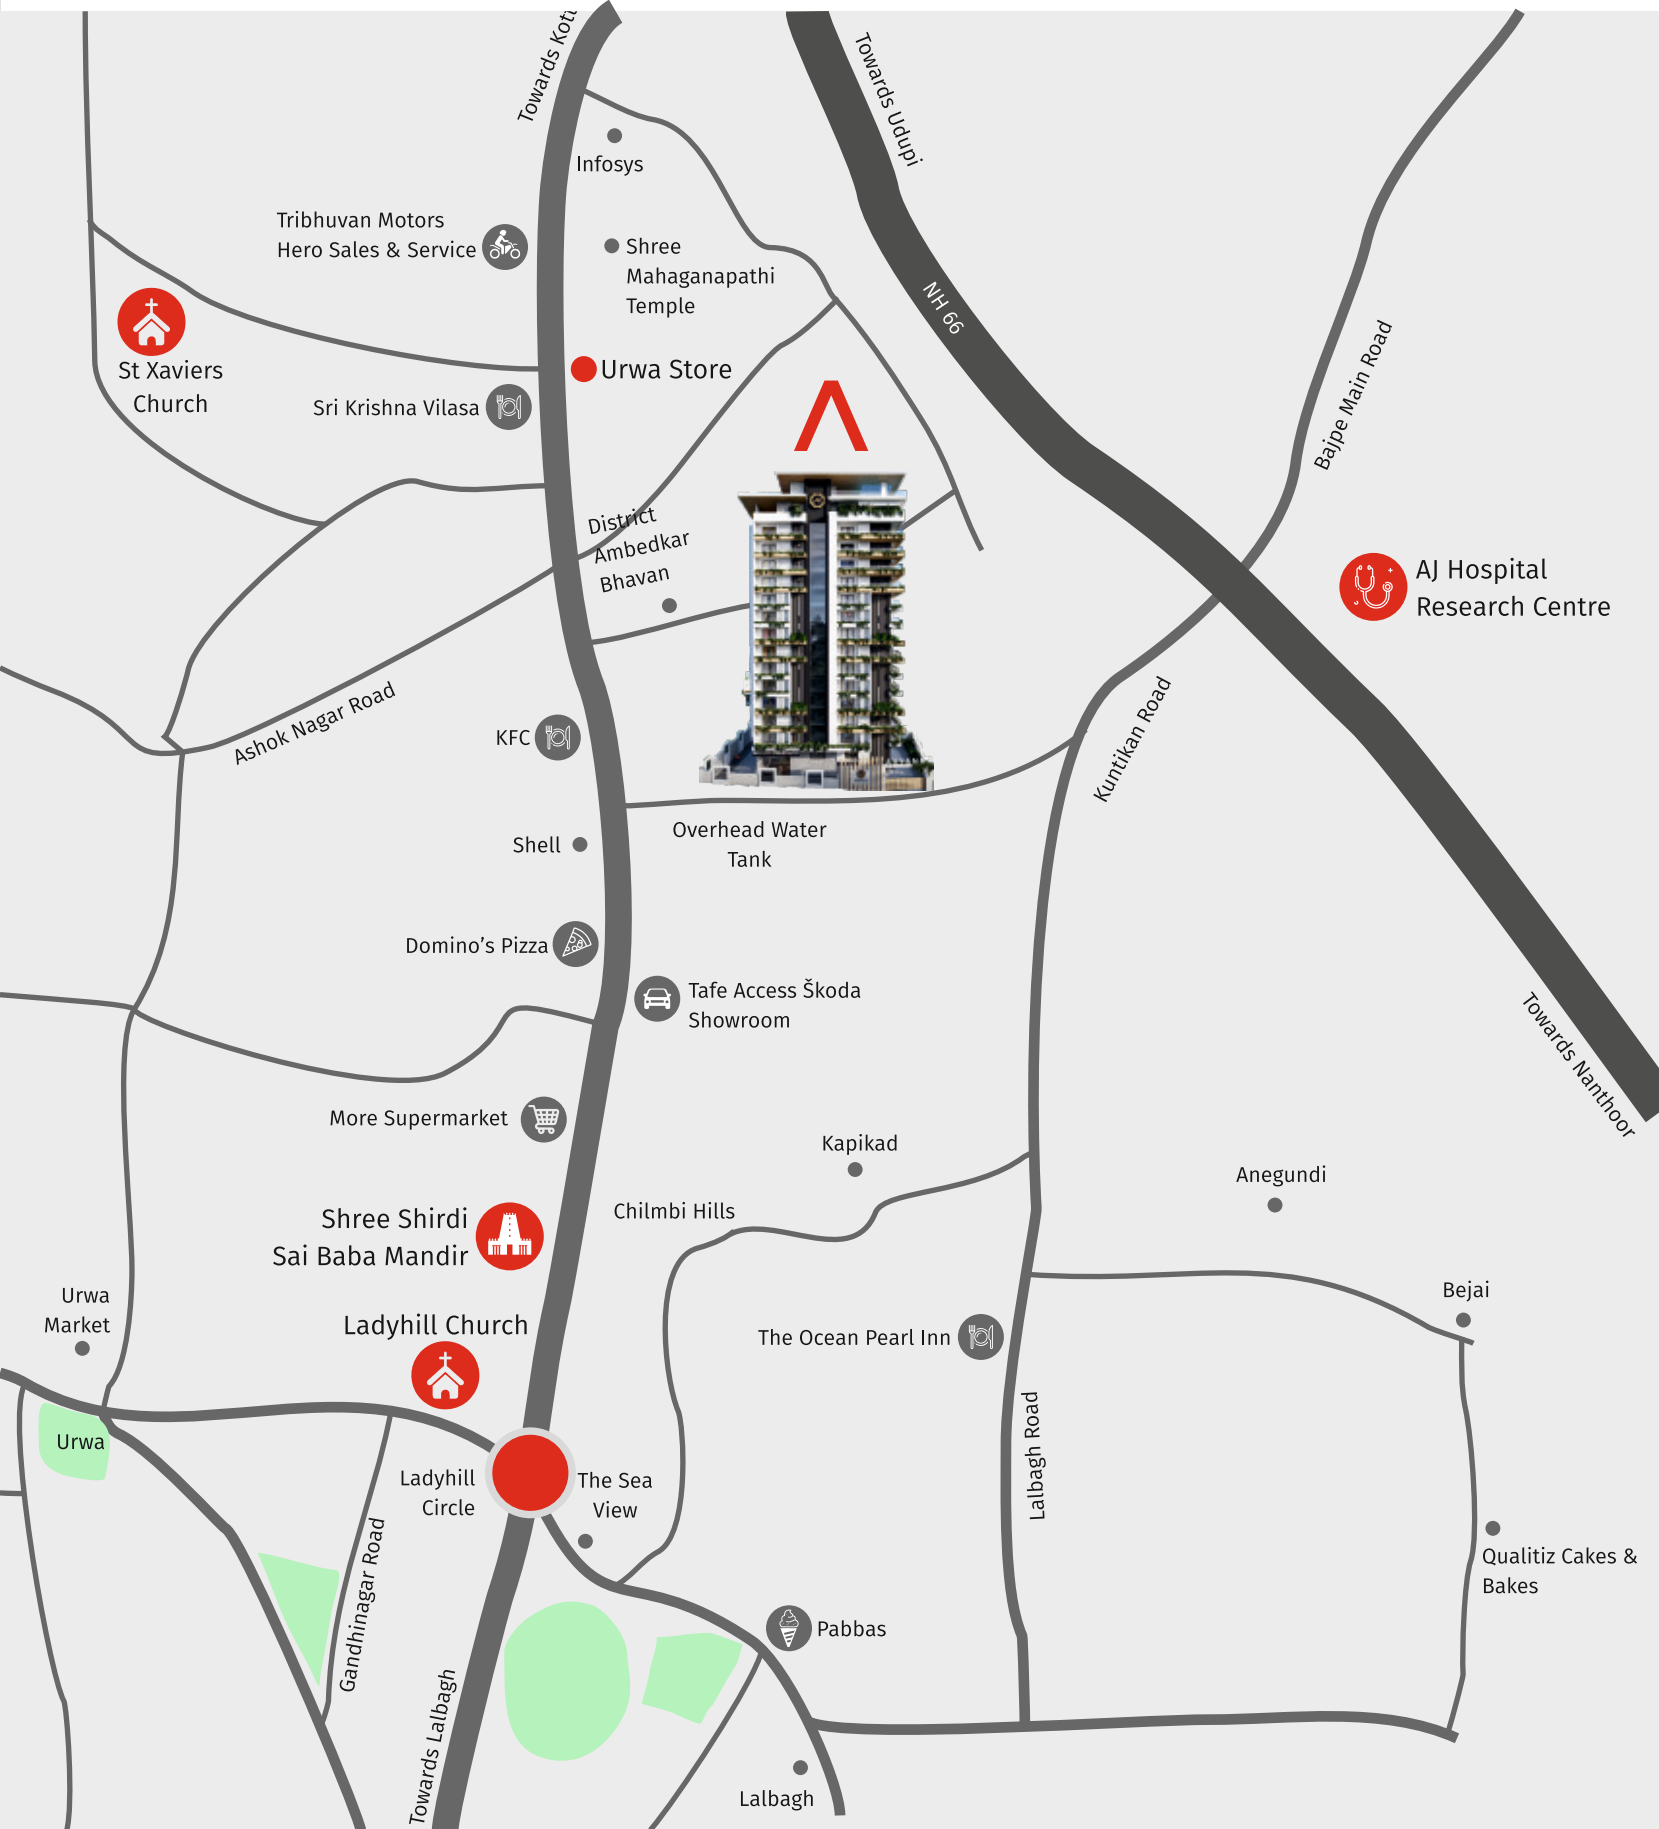 Towards Udupi
Infosys
Tribhuvan Motors
Hero Sales & Service
Shree
Mahaganapathi
Temple
NH 66
St Xaviers
Church
Urwa Store
Sri Krishna Vilasa
Bajpe Main Road
District
Ambedkar
Bhavan
AJ Hospital
Research Centre
Ashok Nagar Road
KFC
Kuntikan Road
Shell
Overhead Water
Tank
Domino's Pizza
Tafe Access Škoda
Showroom
Towards Nanthoor
More Supermarket
Kapikad
Anegundi
Shree Shirdi
Sai Baba Mandir
Chilmbi Hills
Urwa
Market
Ladyhill Church
The Ocean Pearl Inn
Bejai
Urwa
Lalbagh Road
Ladyhill
Circle
The Sea
View
Gandhinagar Road
Qualitiz Cakes &
Bakes
Pabbas
Towards Lalbagh
Lalbagh
Towards